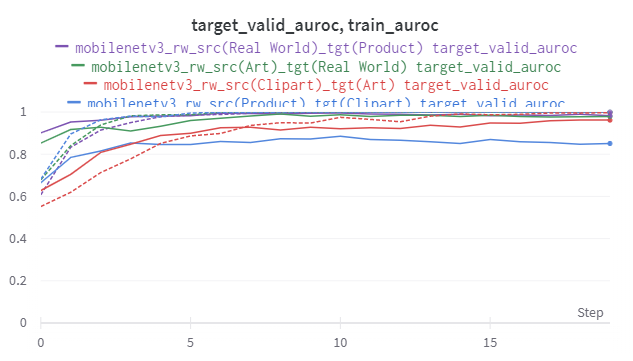 target_valid_auroc, train_auroc
mobilenetv3_rw_src(Real World)_tgt(Product) target_valid_auroc
mobilenetv3_rw_src(Art)_tgt(Real World) target_valid_auroc
mobilenetv3_rw_src(Clipart)_tgt(Art) target_valid_auroc
mobilenetv3_rw_src(Product)_tgt(Clipart) target_valid_auroc
1
0.8
0.6
0.4
0.2
0
Step
0 5 10 15